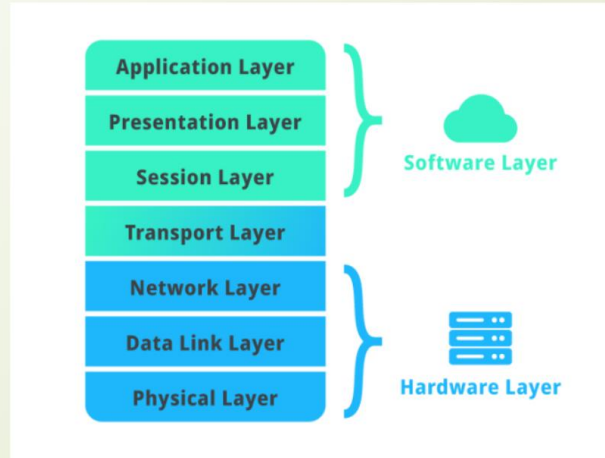 Application Layer
Presentation Layer
Session Layer
Transport Layer
Network Layer
Data Link Layer
Physical Layer
Software Layer
Hardware Layer